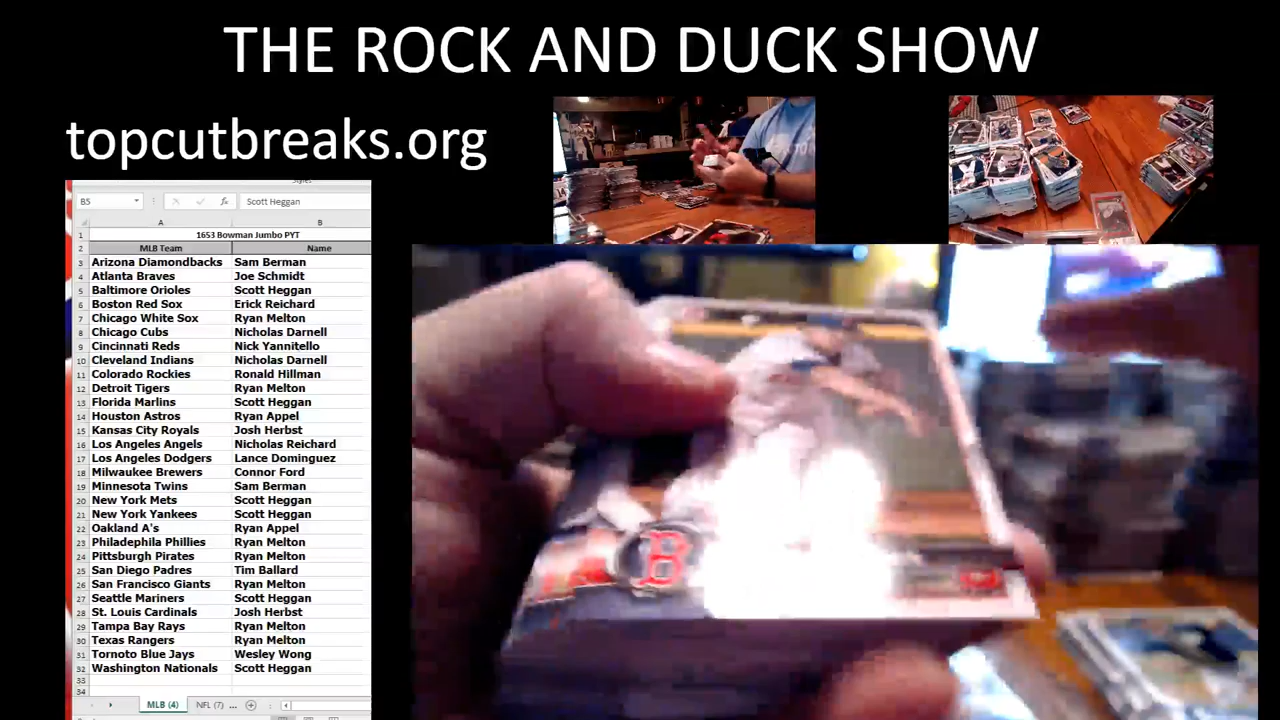 THE ROCK AND DUCK SHOW
topcutbreaks.org
B5 Scott Heggan
A B
1 1653 Bowman Jumbo PYT
2 MLB Team Name
3 Arizona Diamondbacks Sam Berman
4 Atlanta Braves Joe Schmidt
5 Baltimore Orioles Scott Heggan
6 Boston Red Sox Erick Reichard
7 Chicago White Sox Ryan Melton
8 Chicago Cubs Nicholas Darnell
9 Cincinnati Reds Nick Yannitello
10 Cleveland Indians Nicholas Darnell
11 Colorado Rockies Ronald Hillman
12 Detroit Tigers Ryan Melton
13 Florida Marlins Scott Heggan
14 Houston Astros Ryan Appel
15 Kansas City Royals Josh Herbst
16 Los Angeles Angels Nicholas Reichard
17 Los Angeles Dodgers Lance Dominguez
18 Milwaukee Brewers Connor Ford
19 Minnesota Twins Sam Berman
20 New York Mets Scott Heggan
21 New York Yankees Scott Heggan
22 Oakland A's Ryan Appel
23 Philadephila Phillies Ryan Melton
24 Pittsburgh Pirates Ryan Melton
25 San Diego Padres Tim Ballard
26 San Francisco Giants Ryan Melton
27 Seattle Mariners Scott Heggan
28 St. Louis Cardinals Josh Herbst
29 Tampa Bay Rays Ryan Melton
30 Texas Rangers Ryan Melton
31 Tornoto Blue Jays Wesley Wong
32 Washington Nationals Scott Heggan
33
34
MLB (4) NFL (7) ...
B